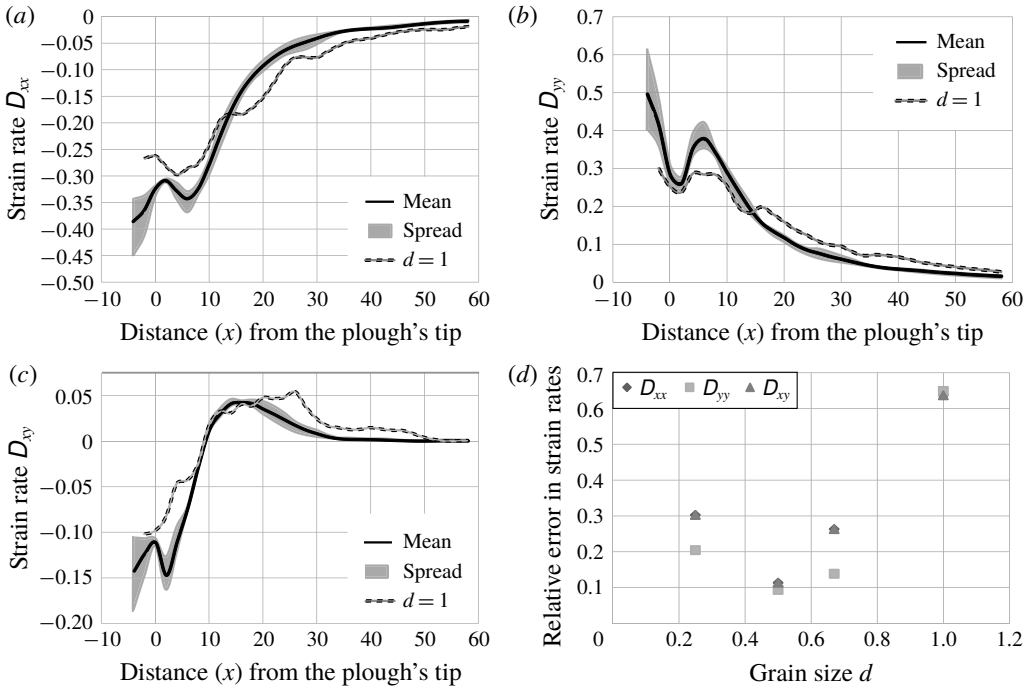 (a)
0
−0.05
−0.10
−0.15
−0.20
−0.25
−0.30
−0.35
−0.40
−0.45
−0.50
Strain rate Dxx
Mean
Spread
d = 1
−10 0 10 20 30 40 50 60
Distance (x) from the plough's tip
(b)
0.7
0.6
0.5
0.4
0.3
0.2
0.1
0
Strain rate Dyy
Mean
Spread
d = 1
−10 0 10 20 30 40 50 60
Distance (x) from the plough's tip
(c)
0.05
0
0.05
−0.10
−0.15
−0.20
Strain rate Dxy
Mean
Spread
d = 1
−10 0 10 20 30 40 50 60
Distance (x) from the plough's tip
(d)
0.7
0.6
0.5
0.4
0.3
0.2
0.1
Relative error in strain rates
Dxx Dyy Dxy
0 0.2 0.4 0.6 0.8 1.0 1.2
Grain size d